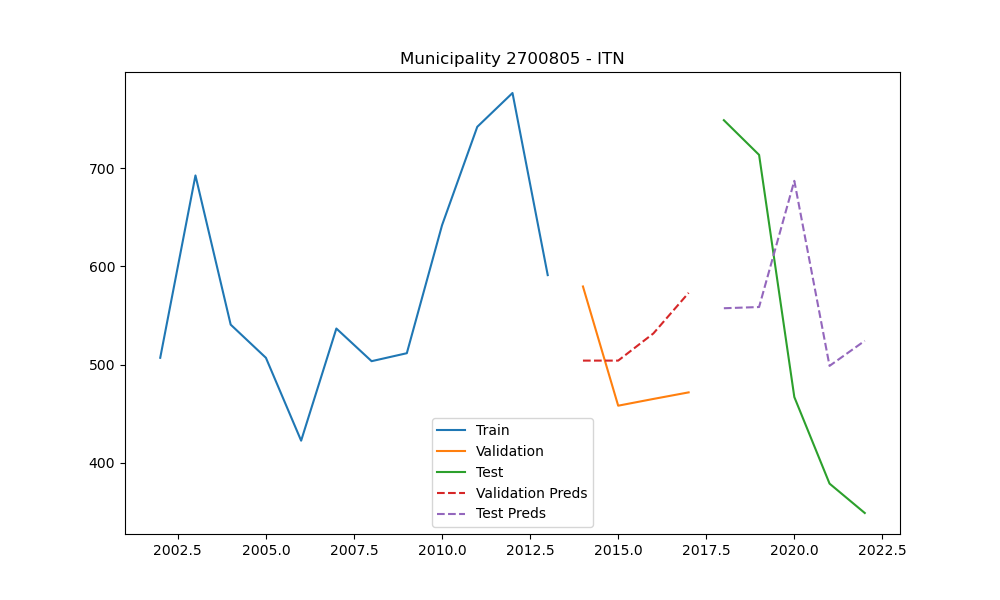 Municipality 2700805 - ITN
700
600
500
400
Train
Validation
Test
Validation Preds
Test Preds
2002.5 2005.0 2007.5 2010.0 2012.5 2015.0 2017.5 2020.0 2022.5